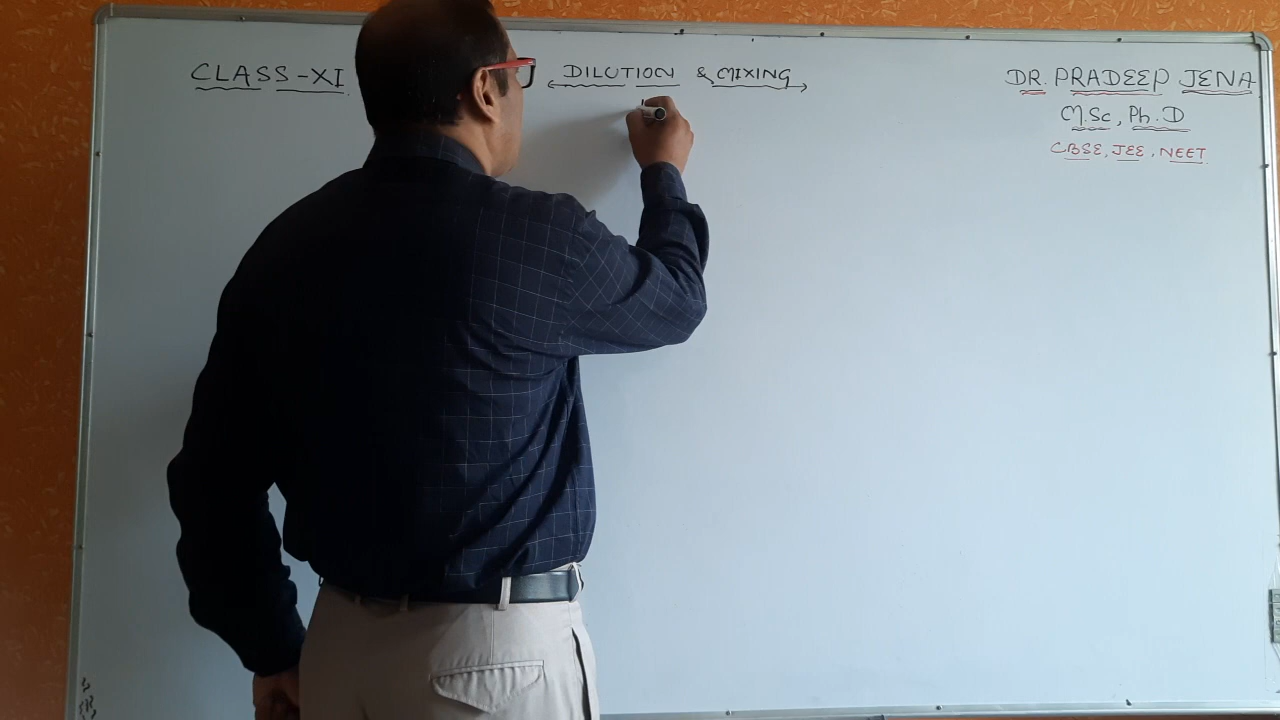 CLASS-XI
DILUTION & MIXING
DR. PRADEEP JENA
M.Sc, Ph.D
CBSE, JEE, NEET